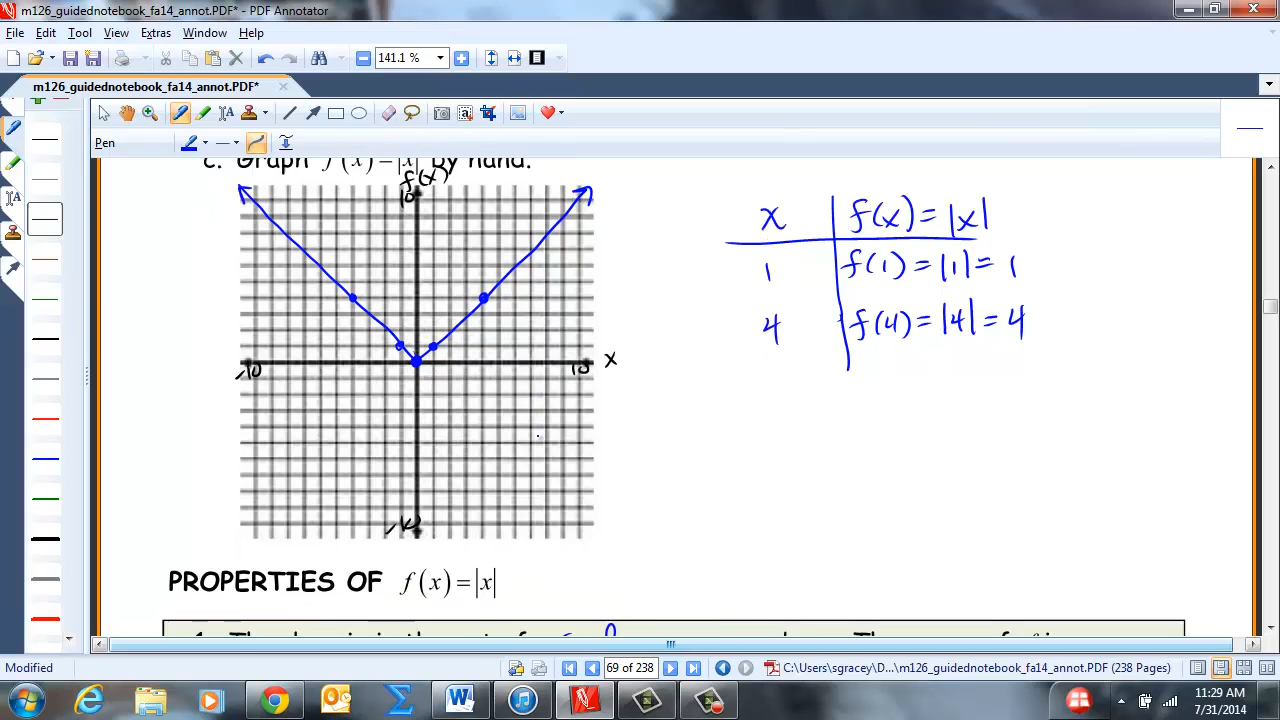 m126_guidednotebook_fa14_annot.PDF* - PDF Annotator
File Edit Tool View Extras Window Help
141.1 %
m126_guidednotebook_fa14_annot.PDF*
Pen
c. Graph f(x) = |x| by hand.
f(x)
10
-10
10
x
-10
x f(x) = |x|
1 f(1) = |1| = 1
4 f(4) = |4| = 4
PROPERTIES OF f(x) = |x|
69 of 238
C:\Users\sgracey\D...\m126_guidednotebook_fa14_annot.PDF (238 Pages)
Modified
11:29 AM
7/31/2014